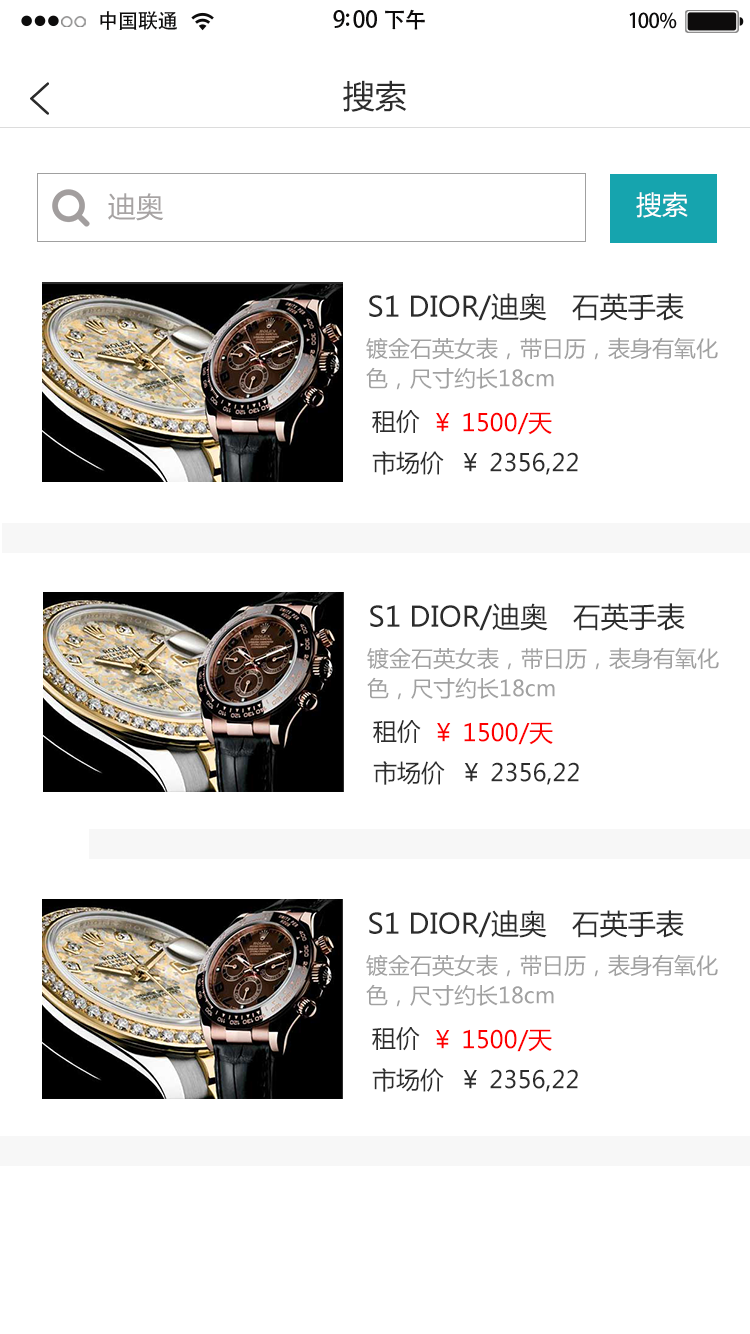 中国联通
9:00 下午
100%
搜索
迪奥
搜索
S1 DIOR/迪奥 石英手表
镀金石英女表，带日历，表身有氧化
色，尺寸约长18cm
租价 ¥ 1500/天
市场价 ¥ 2356,22
S1 DIOR/迪奥 石英手表
镀金石英女表，带日历，表身有氧化
色，尺寸约长18cm
租价 ¥ 1500/天
市场价 ¥ 2356,22
S1 DIOR/迪奥 石英手表
镀金石英女表，带日历，表身有氧化
色，尺寸约长18cm
租价 ¥ 1500/天
市场价 ¥ 2356,22